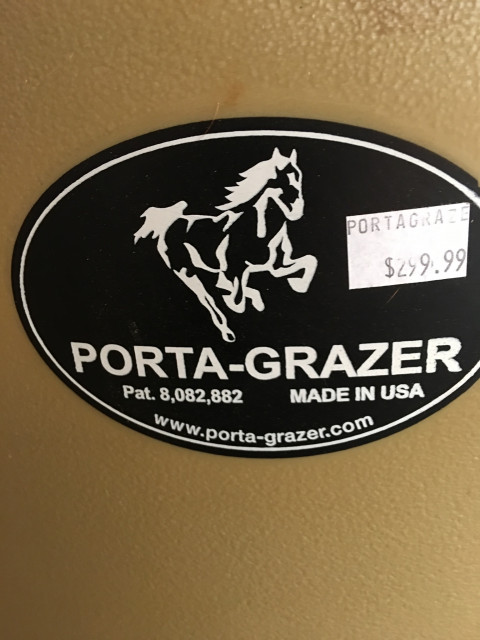 PORTAGRAZE
$299.99
PORTA-GRAZER
Pat. 8,082,882 MADE IN USA
www.porta-grazer.com